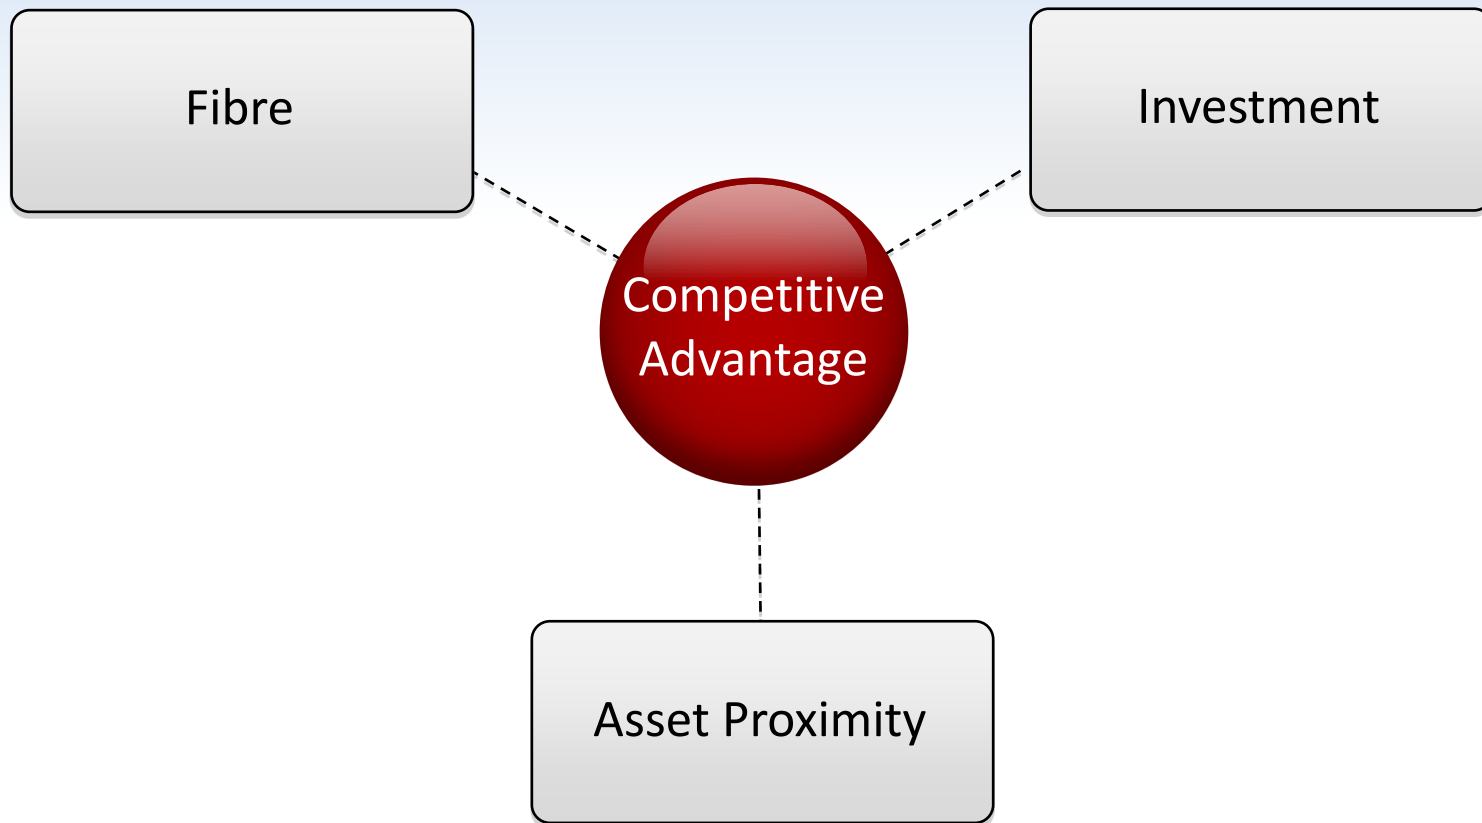 Fibre
Investment
Competitive
Advantage
Asset Proximity